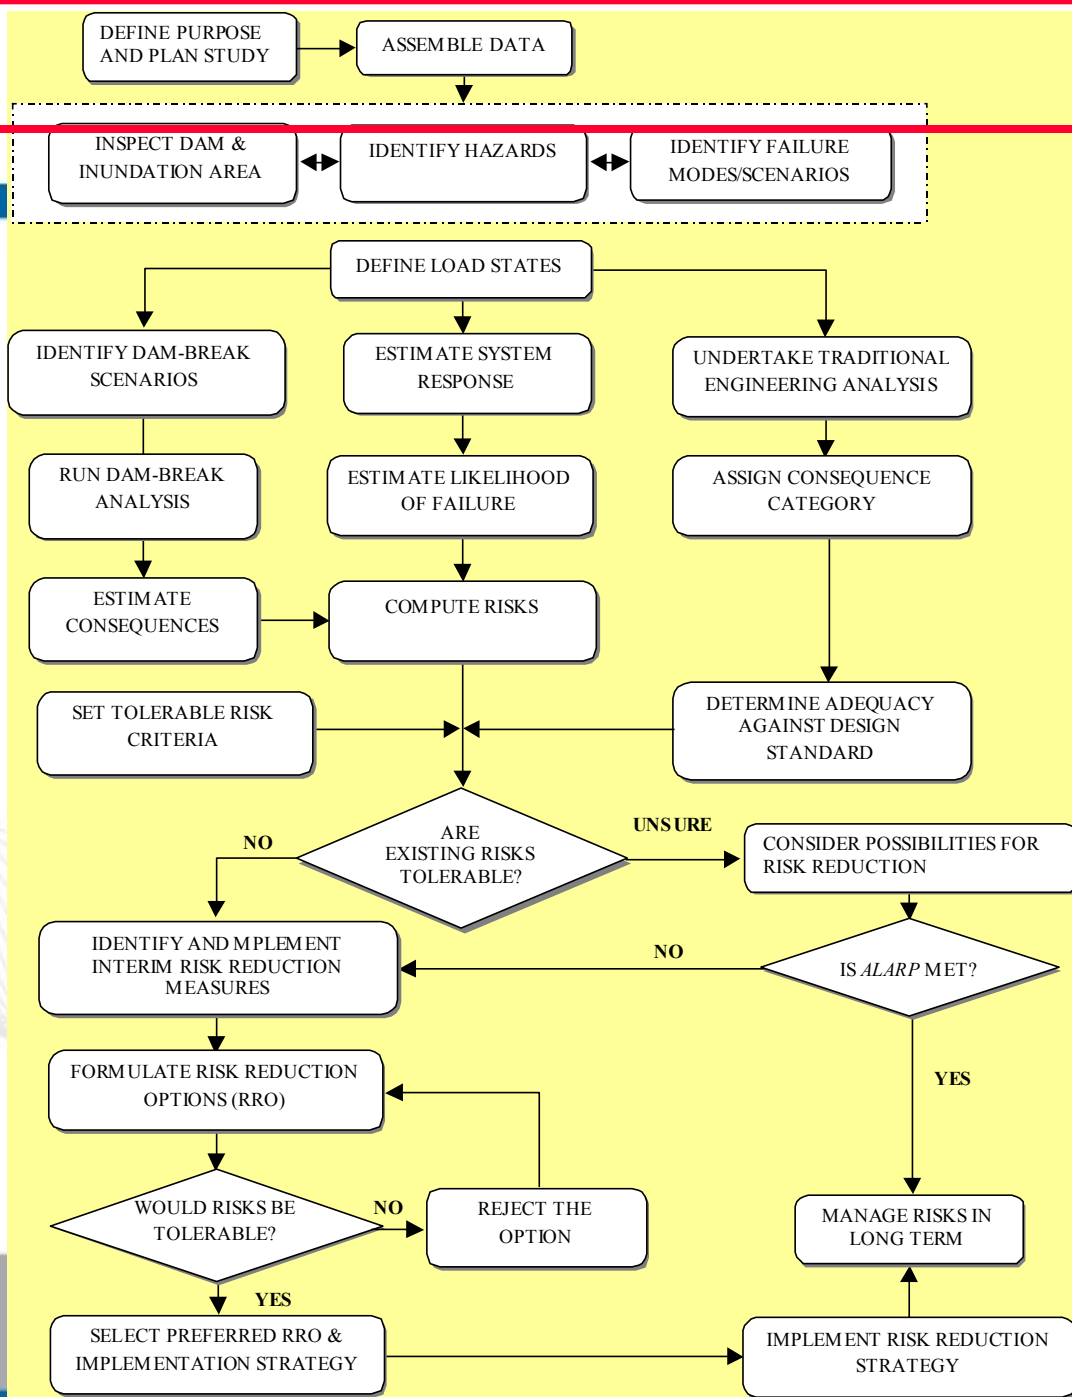 DEFINE PURPOSE
AND PLAN STUDY
ASSEMBLE DATA
INSPECT DAM &
INUNDATION AREA
IDENTIFY HAZARDS
IDENTIFY FAILURE
MODES/SCENARIOS
DEFINE LOAD STATES
IDENTIFY DAM-BREAK
SCENARIOS
ESTIMATE SYSTEM
RESPONSE
UNDERTAKE TRADITIONAL
ENGINEERING ANALYSIS
RUN DAM-BREAK
ANALYSIS
ESTIMATE LIKELIHOOD
OF FAILURE
ASSIGN CONSEQUENCE
CATEGORY
ESTIMATE
CONSEQUENCES
COMPUTE RISKS
SET TOLERABLE RISK
CRITERIA
DETERMINE ADEQUACY
AGAINST DESIGN
STANDARD
ARE
EXISTING RISKS
TOLERABLE?
NO
UNSURE
CONSIDER POSSIBILITIES FOR
RISK REDUCTION
IDENTIFY AND MPLEMENT
INTERIM RISK REDUCTION
MEASURES
NO
IS ALARP MET?
YES
FORMULATE RISK REDUCTION
OPTIONS (RRO)
WOULD RISKS BE
TOLERABLE?
NO
REJECT THE
OPTION
MANAGE RISKS IN
LONG TERM
YES
SELECT PREFERRED RRO &
IMPLEMENTATION STRATEGY
IMPLEMENT RISK REDUCTION
STRATEGY